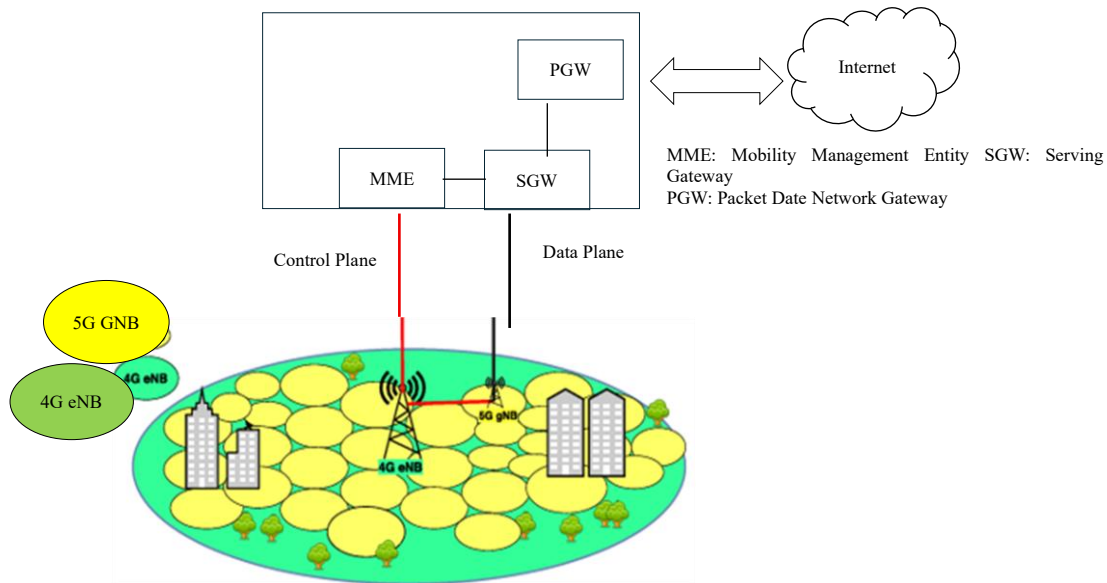 PGW
Internet
MME: Mobility Management Entity SGW: Serving
Gateway
PGW: Packet Date Network Gateway
MME
SGW
Control Plane
Data Plane
5G GNB
4G eNB
4G eNB
5G gNB
4G eNB